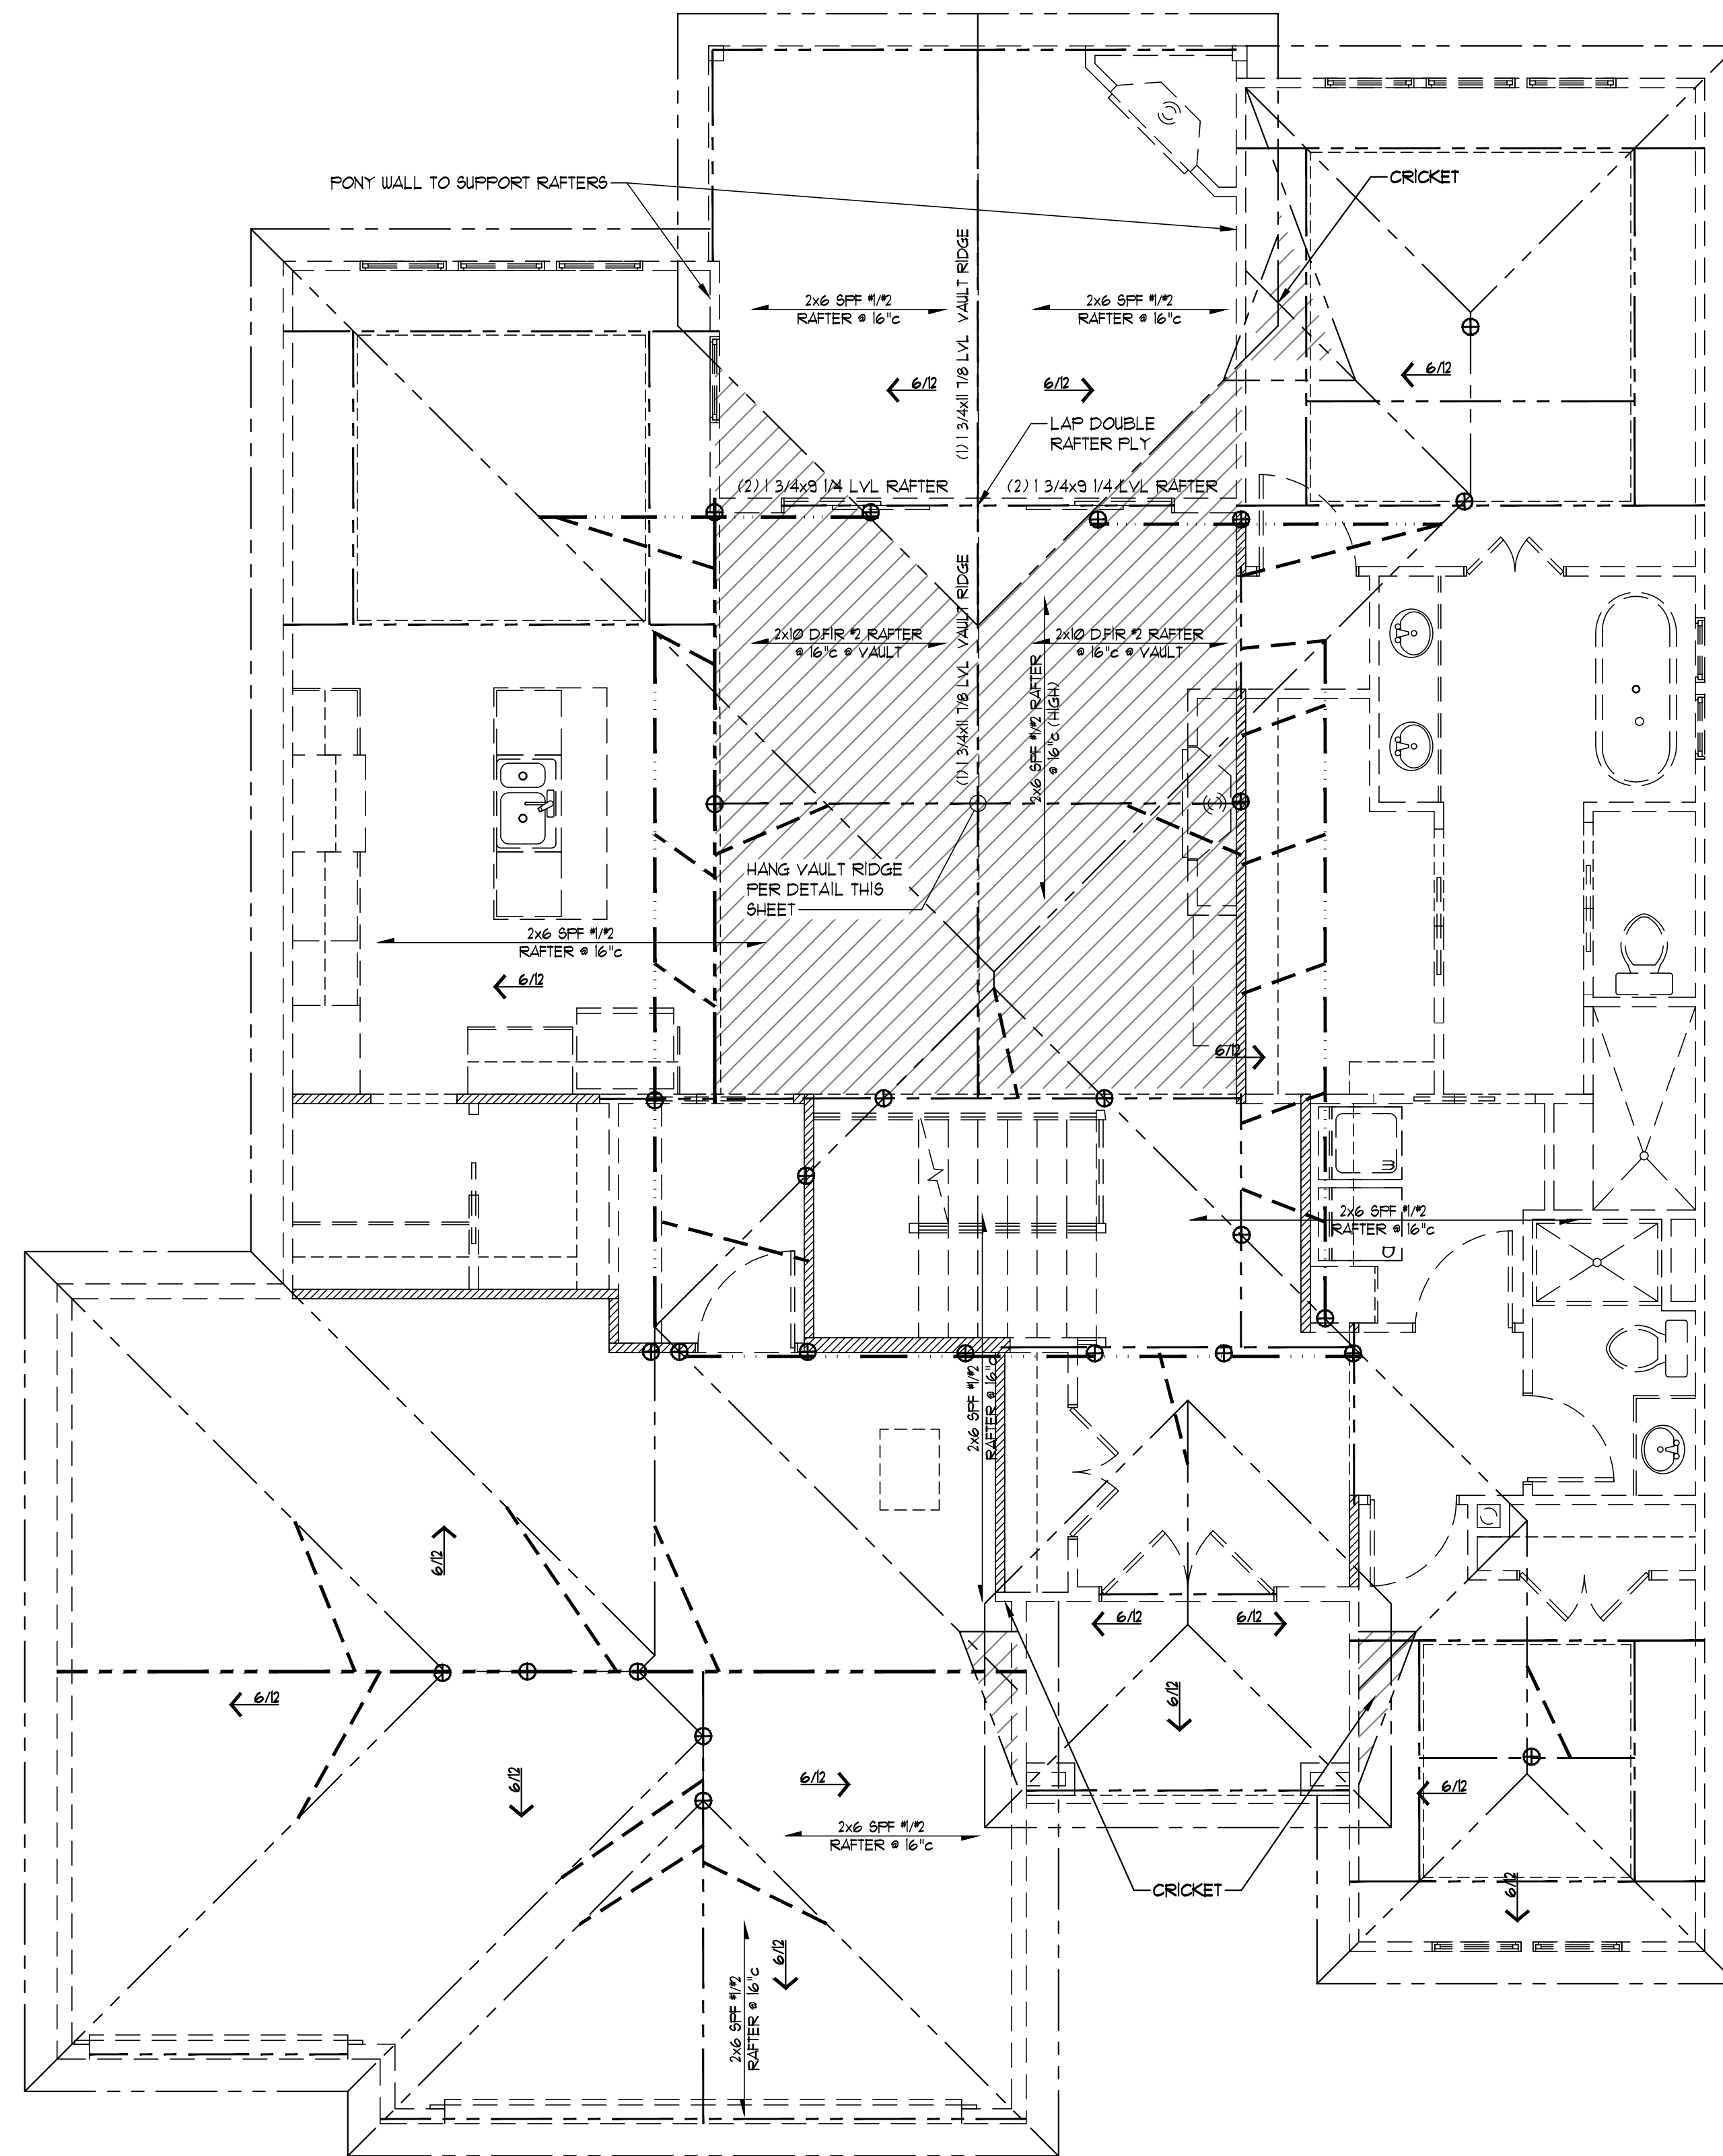 PONY WALL TO SUPPORT RAFTERS
CRICKET
(1) 1 3/4x11 7/8 LVL VAULT RIDGE
2x6 SPF #1/#2
RAFTER @ 16"c
2x6 SPF #1/#2
RAFTER @ 16"c
6/12
6/12
6/12
LAP DOUBLE
RAFTER PLY
(2) 1 3/4x9 1/4 LVL RAFTER
(2) 1 3/4x9 1/4 LVL RAFTER
(1) 1 3/4x11 7/8 LVL VAULT RIDGE
2x10 D.FIR #2 RAFTER
@ 16"c @ VAULT
2x10 D.FIR #2 RAFTER
@ 16"c @ VAULT
2x6 SPF #1/#2 RAFTER
@ 16"c (HIGH)
HANG VAULT RIDGE
PER DETAIL THIS
SHEET
2x6 SPF #1/#2
RAFTER @ 16"c
6/12
6/12
2x6 SPF #1/#2
RAFTER @ 16"c
2x6 SPF #1/#2
RAFTER @ 16"c
6/12
6/12
6/12
6/12
6/12
6/12
6/12
6/12
2x6 SPF #1/#2
RAFTER @ 16"c
CRICKET
6/12
6/12
2x6 SPF #1/#2
RAFTER @ 16"c